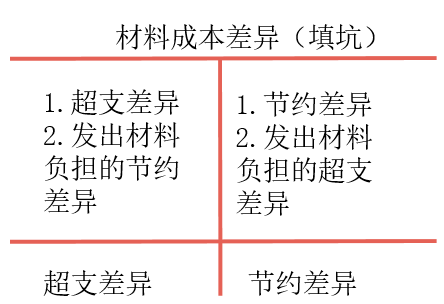 材料成本差异（填坑）
1.超支差异
2.发出材料
负担的节约
差异
1.节约差异
2.发出材料
负担的超支
差异
超支差异
节约差异